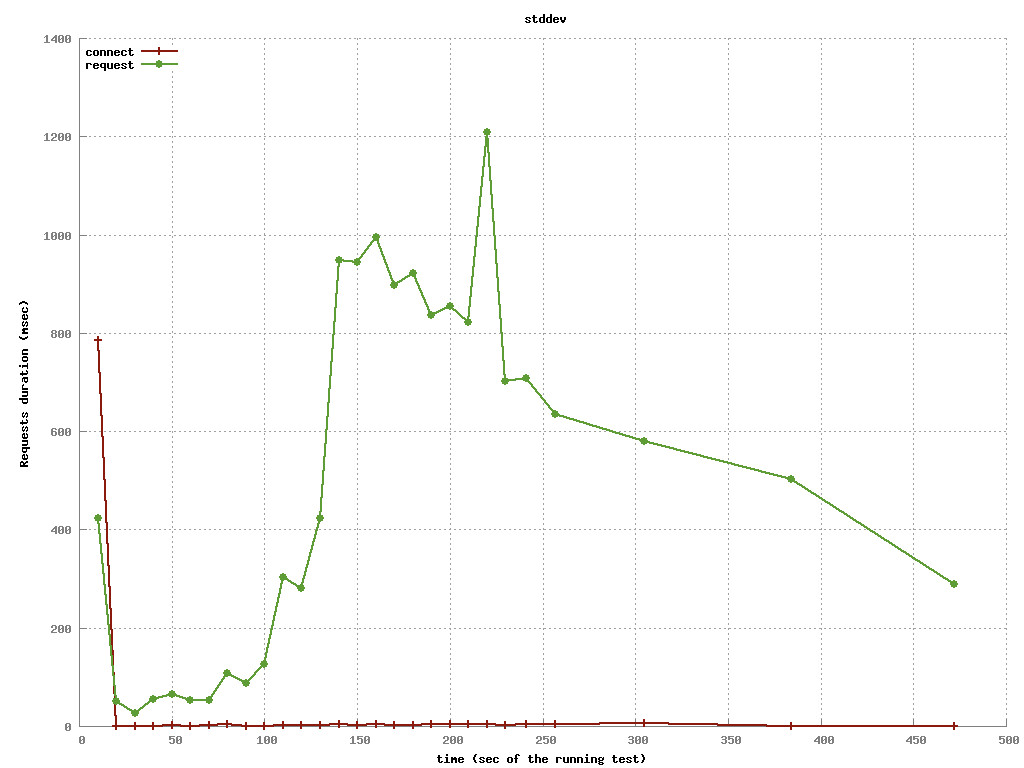 stddev
connect
request
1400
1200
1000
800
600
400
200
0
Requests duration (msec)
0 50 100 150 200 250 300 350 400 450 500
time (sec of the running test)